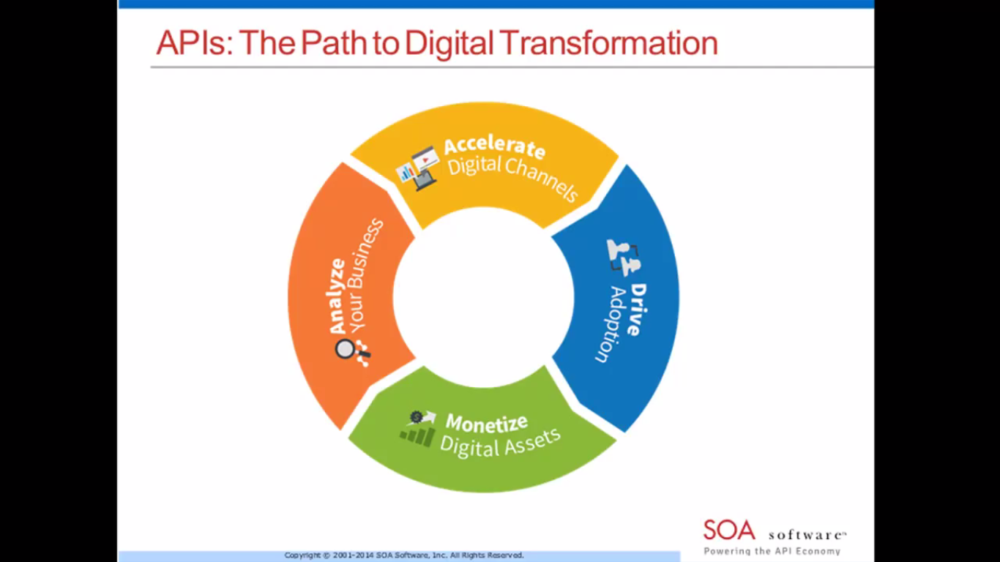 APIs: The Path to Digital Transformation
Accelerate
Digital Channels
Drive
Adoption
Monetize
Digital Assets
Analyze
Your Business
SOA software™
Powering the API Economy
Copyright © 2001-2014 SOA Software, Inc. All Rights Reserved.